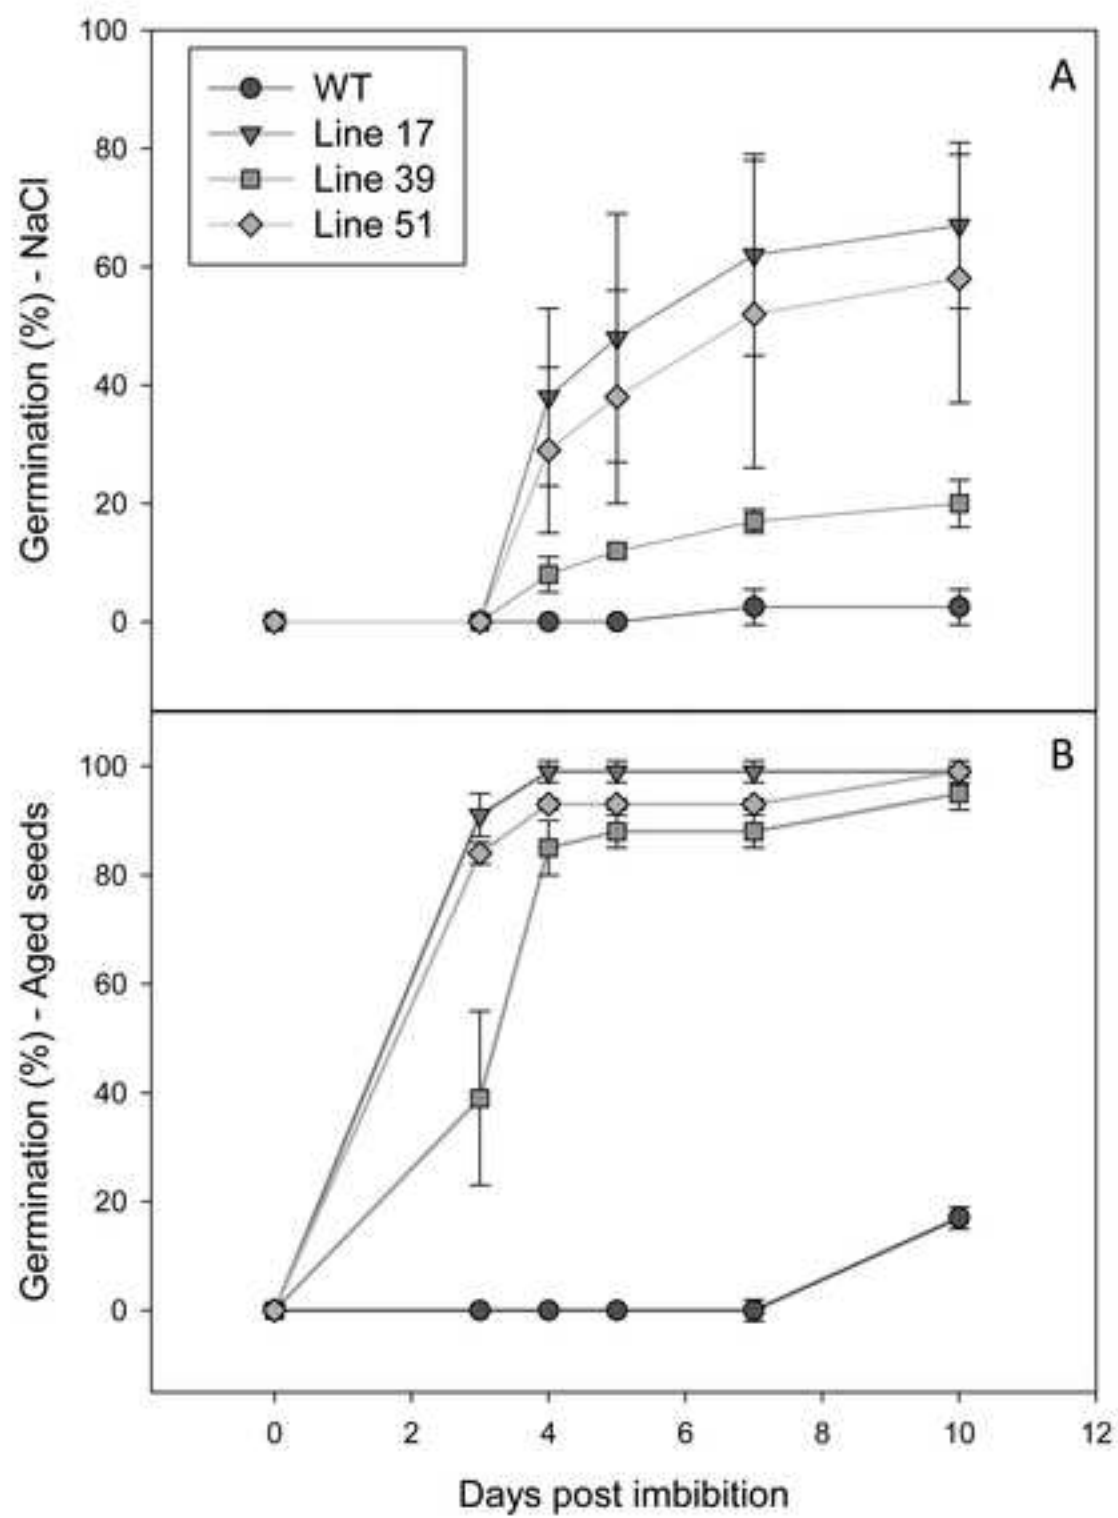 100
80
60
40
20
0
Germination (%) - NaCl
WT
Line 17
Line 39
Line 51
A
100
80
60
40
20
0
Germination (%) - Aged seeds
B
0 2 4 6 8 10 12
Days post imbibition